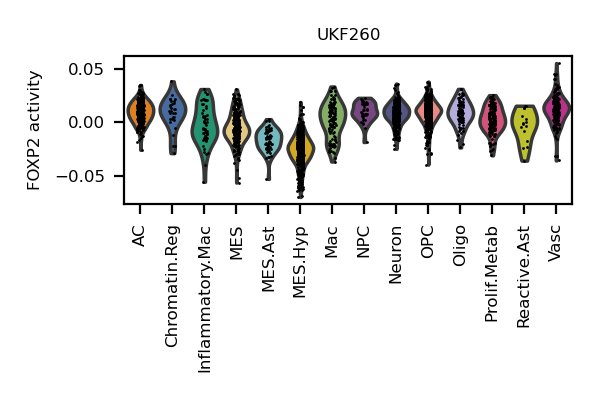 UKF260
FOXP2 activity
0.05
0.00
−0.05
AC
Chromatin.Reg
Inflammatory.Mac
MES
MES.Ast
MES.Hyp
Mac
NPC
Neuron
OPC
Oligo
Prolif.Metab
Reactive.Ast
Vasc